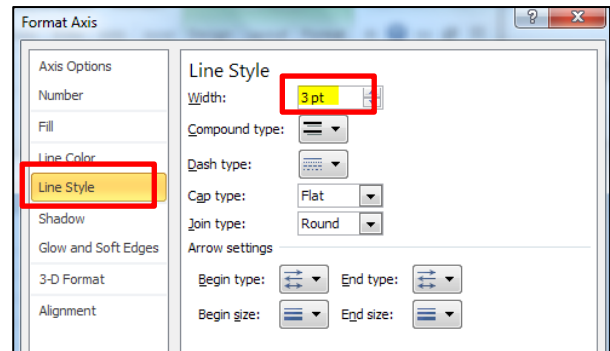 Format Axis
Axis Options
Number
Fill
Line Color
Line Style
Shadow
Glow and Soft Edges
3-D Format
Alignment
Line Style
Width: 3 pt
Compound type:
Dash type:
Cap type: Flat
Join type: Round
Arrow settings
Begin type: End type:
Begin size: End size: